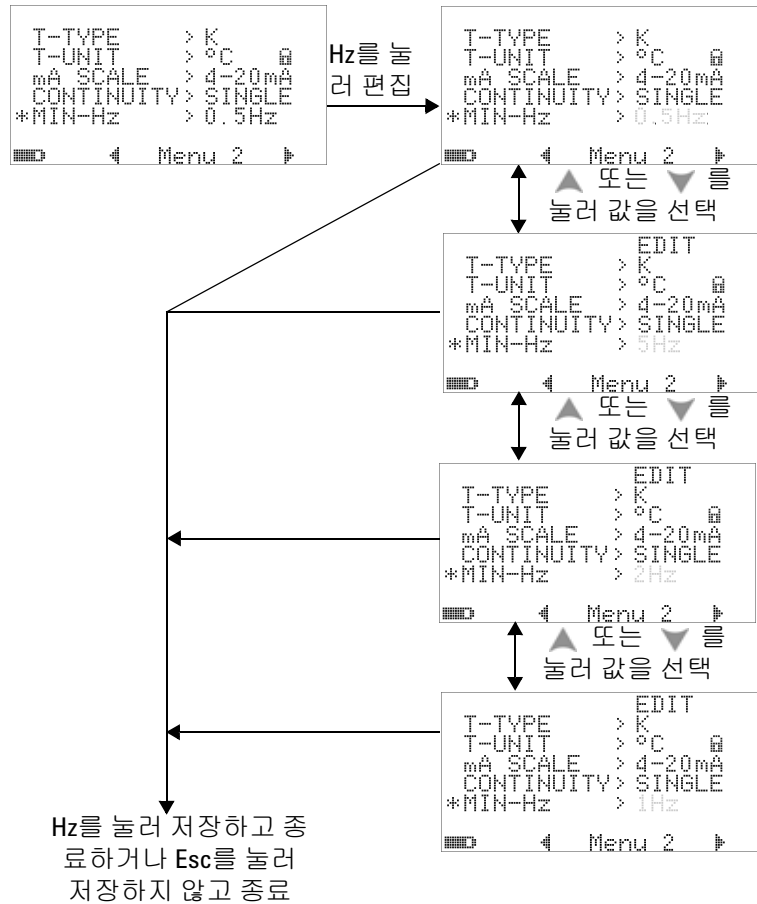 T-TYPE > K
T-UNIT > °C
mA SCALE > 4-20mA
CONTINUITY> SINGLE
*MIN-Hz > 0.5Hz
Menu 2
Hz를 눌
러 편집
T-TYPE > K
T-UNIT > °C
mA SCALE > 4-20mA
CONTINUITY> SINGLE
*MIN-Hz > 0.5Hz
Menu 2
▲ 또는 ▼ 를
눌러 값을 선택
EDIT
T-TYPE > K
T-UNIT > °C
mA SCALE > 4-20mA
CONTINUITY> SINGLE
*MIN-Hz > 5Hz
Menu 2
▲ 또는 ▼ 를
눌러 값을 선택
EDIT
T-TYPE > K
T-UNIT > °C
mA SCALE > 4-20mA
CONTINUITY> SINGLE
*MIN-Hz > 2Hz
Menu 2
▲ 또는 ▼ 를
눌러 값을 선택
EDIT
T-TYPE > K
T-UNIT > °C
mA SCALE > 4-20mA
CONTINUITY> SINGLE
*MIN-Hz > 1Hz
Menu 2
Hz를 눌러 저장하고 종
료하거나 Esc를 눌러
저장하지 않고 종료